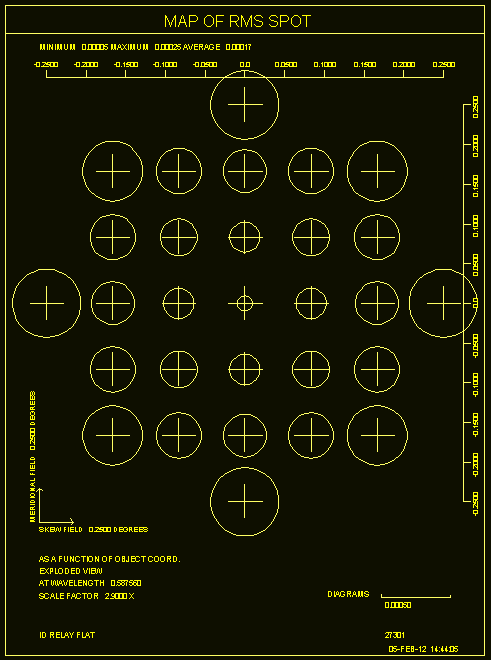 MAP OF RMS SPOT
MINIMUM 0.00005 MAXIMUM 0.00025 AVERAGE 0.00017
-0.2500 -0.2000 -0.1500 -0.1000 -0.0500 0.0 0.0500 0.1000 0.1500 0.2000 0.2500
0.2500
0.2000
0.1500
0.1000
0.0500
0.0
-0.0500
-0.1000
-0.1500
-0.2000
-0.2500
MERIDIONAL FIELD 0.2500 DEGREES
SKEW FIELD 0.2500 DEGREES
AS A FUNCTION OF OBJECT COORD.
EXPLODED VIEW
AT WAVELENGTH 0.587560
SCALE FACTOR 2.9000 X
DIAGRAMS
0.00050
ID RELAY FLAT
27301
05-FEB-12 14:44:05